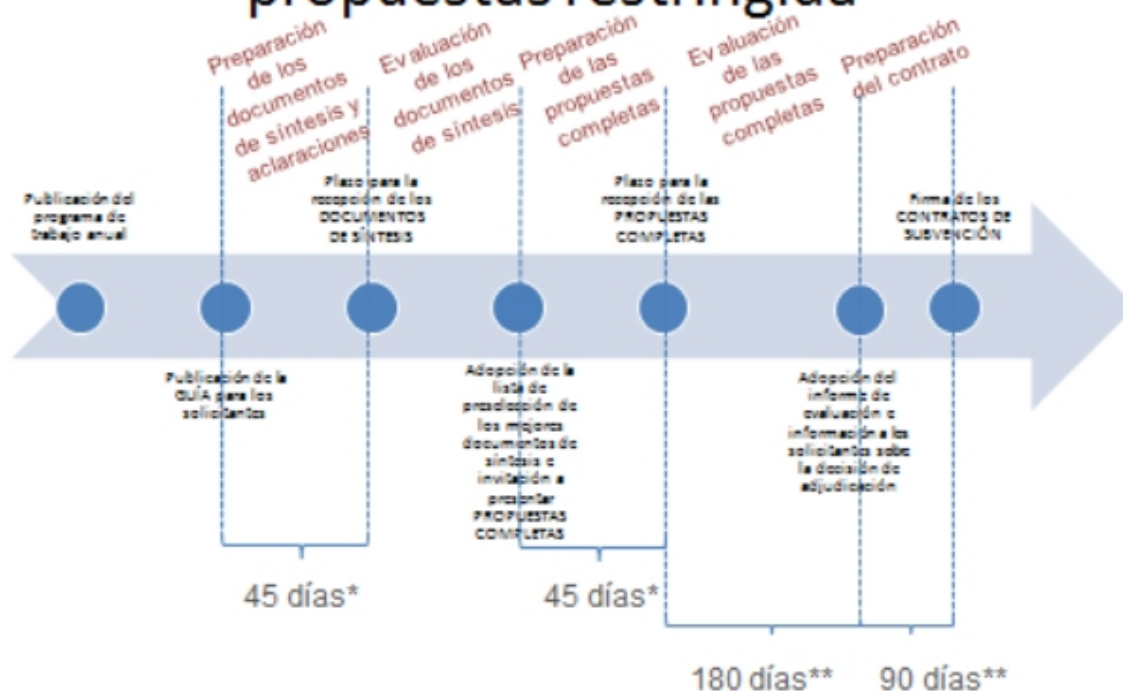 propuestas restringida
Preparación
de los
documentos
de síntesis y
aclaraciones
Evaluación
de los
documentos
de síntesis
Preparación
de las
propuestas
completas
Evaluación
de las
propuestas
completas
Preparación
del contrato
Publicación del
programa de
trabajo anual
Plazo para la
recepción de los
DOCUMENTOS
DE SÍNTESIS
Plazo para la
recepción de las
PROPUESTAS
COMPLETAS
Firma de los
CONTRATOS DE
SUBVENCIÓN
Publicación de la
GUÍA para los
solicitantes
Adopción de la
lista de
preselección de
los mejores
documentos de
síntesis e
invitación a
presentar
PROPUESTAS
COMPLETAS
Adopción del
informe de
evaluación e
información a los
solicitantes sobe
la decisión de
adjudicación
45 días*
45 días*
180 días**
90 días**